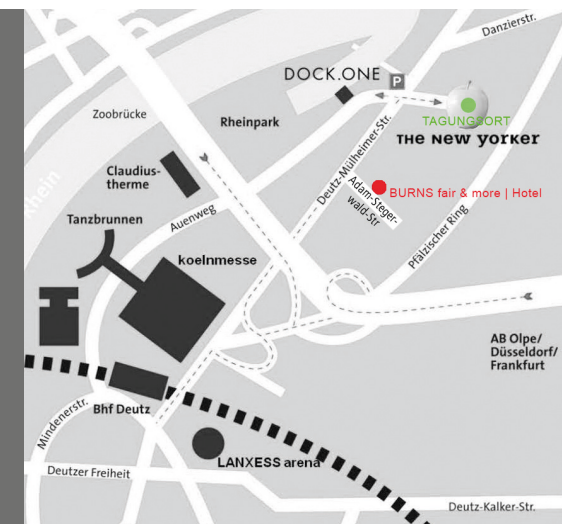 Danzierstr.
DOCK.ONE
P
TAGUNGSORT
THE NEW YORKER
Zoobrücke
Rheinpark
Rhein
Claudius-
therme
Deutz-Mülheimer-Str.
Adam-Steger-
wald-Str
BURNS fair & more | Hotel
Tanzbrunnen
Auenweg
Pfälzischer Ring
koelnmesse
AB Olpe/
Düsseldorf/
Frankfurt
Bhf Deutz
Mindenerstr.
LANXESS arena
Deutzer Freiheit
Deutz-Kalker-Str.